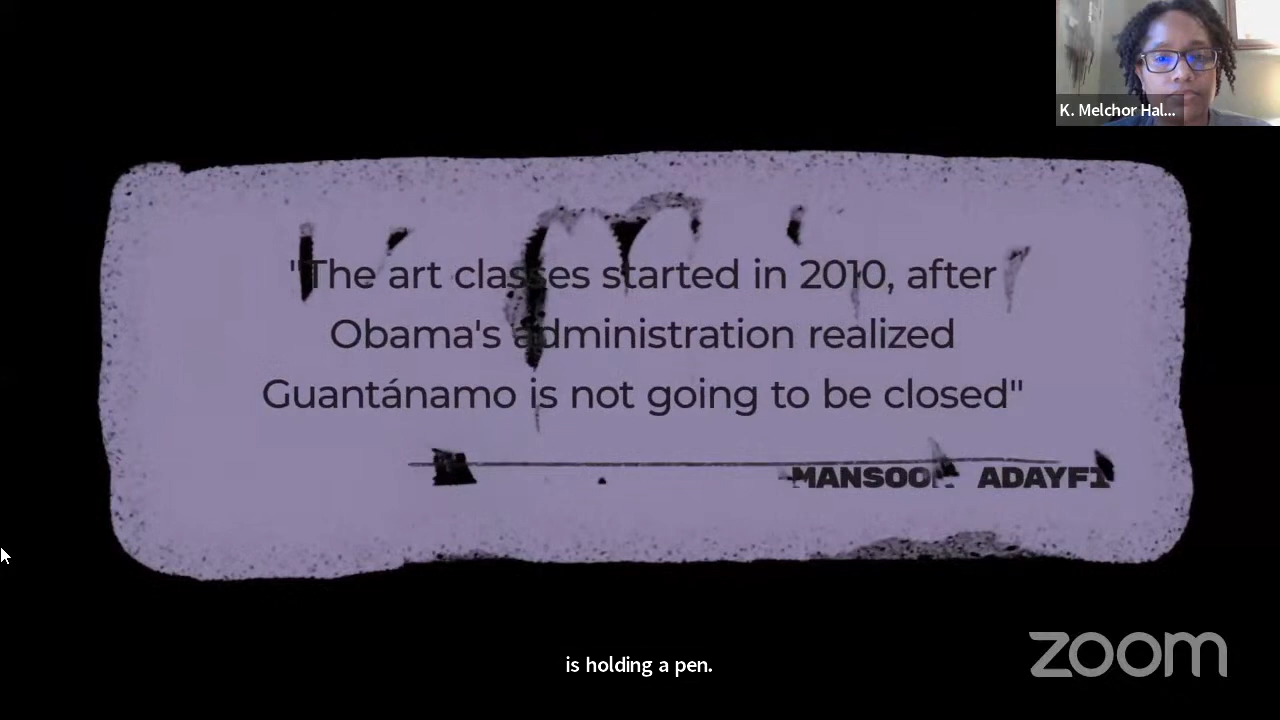 K. Melchor Hal...
"The art classes started in 2010, after
Obama's administration realized
Guantánamo is not going to be closed"
MANSOOR ADAYFI
is holding a pen.
zoom